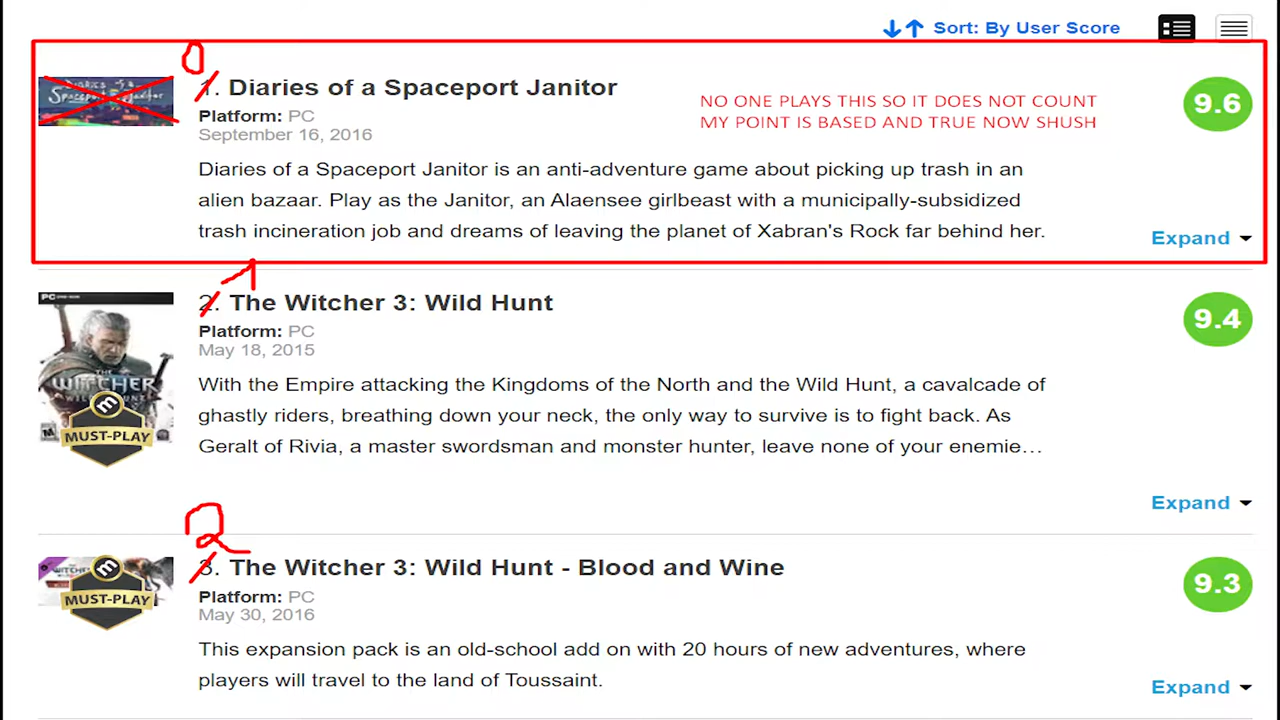 Sort: By User Score
0
1. Diaries of a Spaceport Janitor
Platform: PC
September 16, 2016
NO ONE PLAYS THIS SO IT DOES NOT COUNT
MY POINT IS BASED AND TRUE NOW SHUSH
9.6
Diaries of a Spaceport Janitor is an anti-adventure game about picking up trash in an
alien bazaar. Play as the Janitor, an Alaensee girlbeast with a municipally-subsidized
trash incineration job and dreams of leaving the planet of Xabran's Rock far behind her.
Expand
DIARIES of a
SPACEPORT JANITOR
1
2. The Witcher 3: Wild Hunt
Platform: PC
May 18, 2015
9.4
With the Empire attacking the Kingdoms of the North and the Wild Hunt, a cavalcade of
ghastly riders, breathing down your neck, the only way to survive is to fight back. As
Geralt of Rivia, a master swordsman and monster hunter, leave none of your enemie…
Expand
PC
THE
WITCHER
WILD HUNT
M
MUST-PLAY
2
3. The Witcher 3: Wild Hunt - Blood and Wine
Platform: PC
May 30, 2016
9.3
This expansion pack is an old-school add on with 20 hours of new adventures, where
players will travel to the land of Toussaint.
Expand
MUST-PLAY